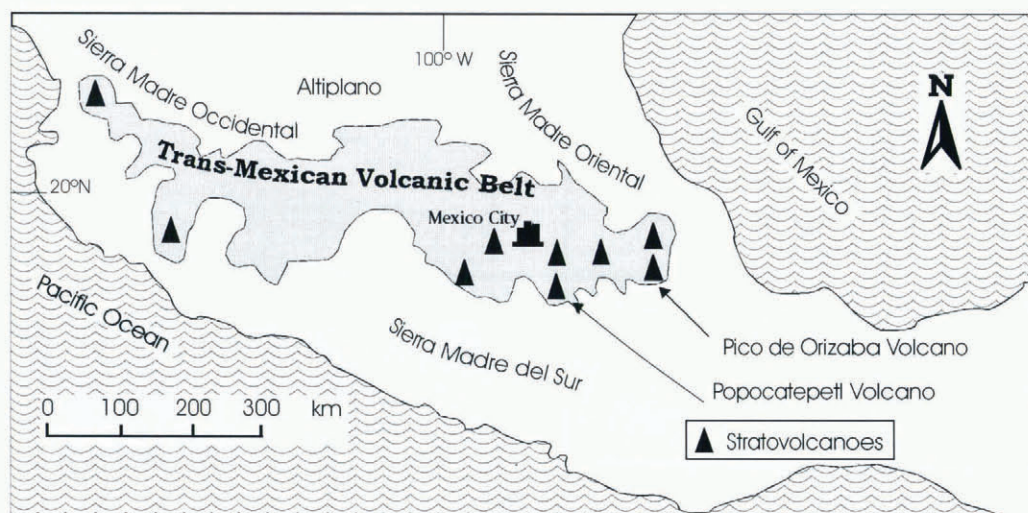 100° W
Sierra Madre Occidental
Altiplano
Sierra Madre Oriental
N
Gulf of Mexico
Trans-Mexican Volcanic Belt
20°N
Mexico City
Pacific Ocean
Sierra Madre del Sur
Pico de Orizaba Volcano
Popocatepetl Volcano
0 100 200 300 km
Stratovolcanoes